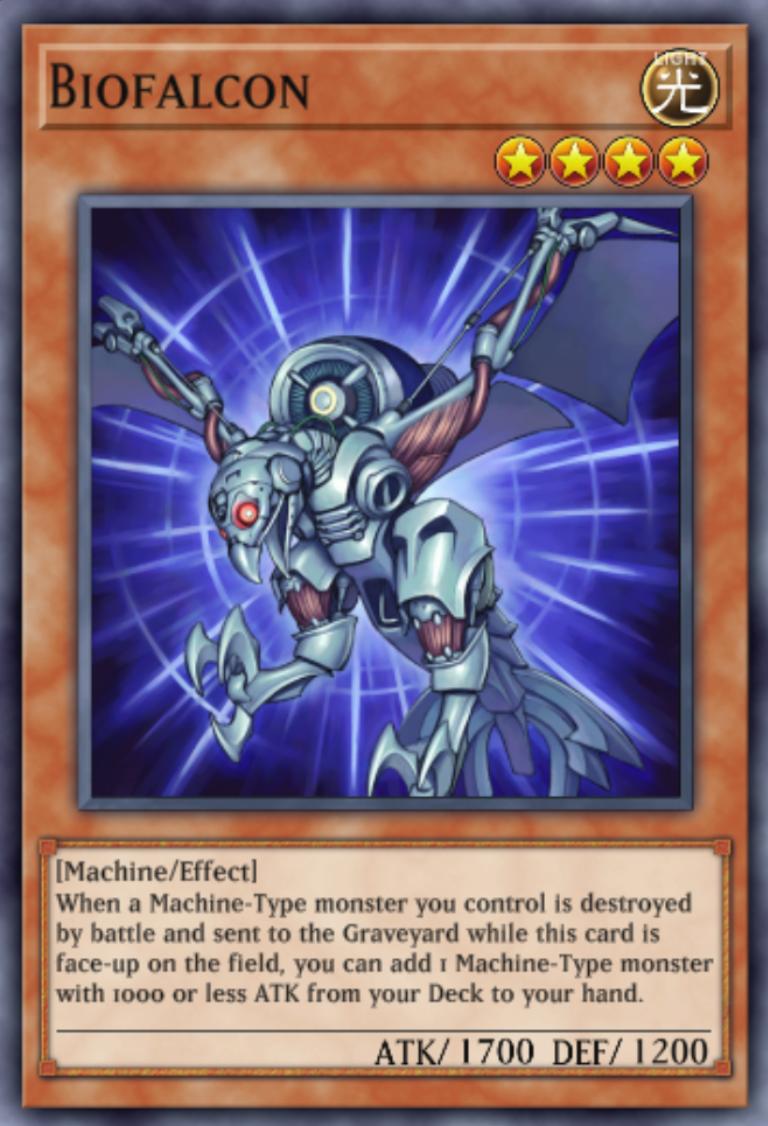 BIOFALCON
LIGHT
光
[Machine/Effect]
When a Machine-Type monster you control is destroyed
by battle and sent to the Graveyard while this card is
face-up on the field, you can add 1 Machine-Type monster
with 1000 or less ATK from your Deck to your hand.
ATK/ 1700 DEF/ 1200